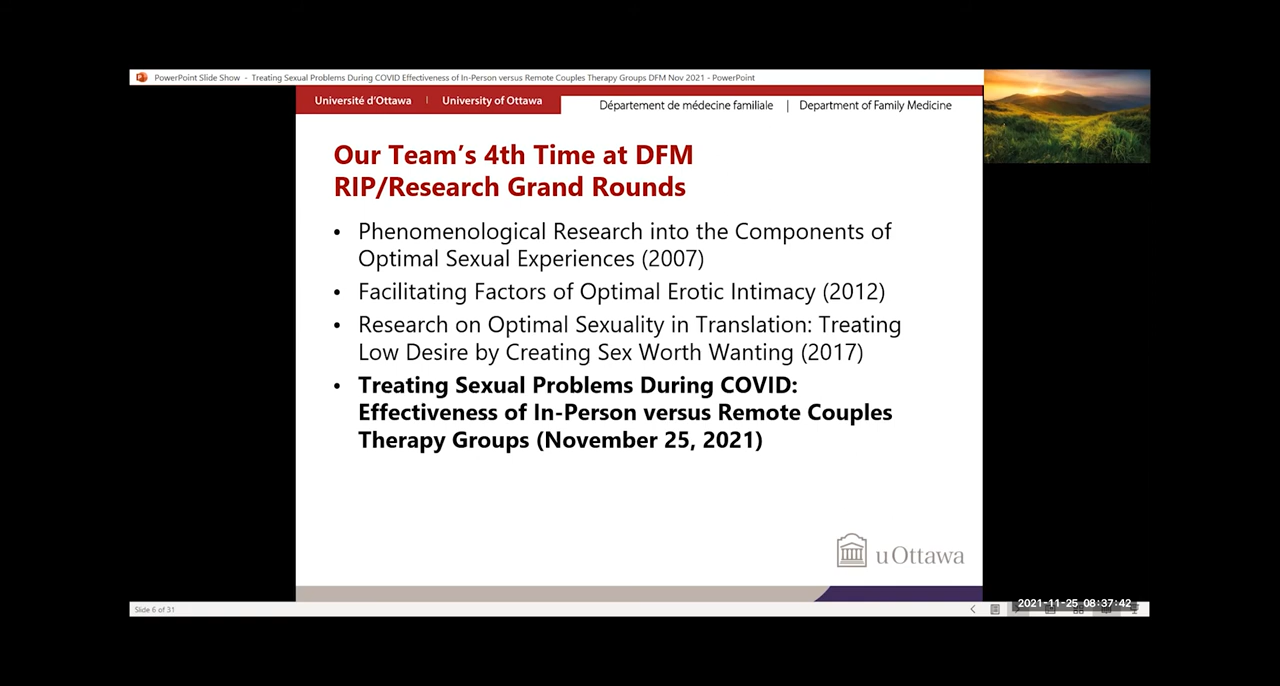 PowerPoint Slide Show - Treating Sexual Problems During COVID Effectiveness of In-Person versus Remote Couples Therapy Groups DFM Nov 2021 - PowerPoint
Université d'Ottawa | University of Ottawa
Département de médecine familiale | Department of Family Medicine
Our Team's 4th Time at DFM
RIP/Research Grand Rounds
• Phenomenological Research into the Components of
Optimal Sexual Experiences (2007)
• Facilitating Factors of Optimal Erotic Intimacy (2012)
• Research on Optimal Sexuality in Translation: Treating
Low Desire by Creating Sex Worth Wanting (2017)
• Treating Sexual Problems During COVID:
Effectiveness of In-Person versus Remote Couples
Therapy Groups (November 25, 2021)
uOttawa
Slide 6 of 31
2021-11-25 08:37:42